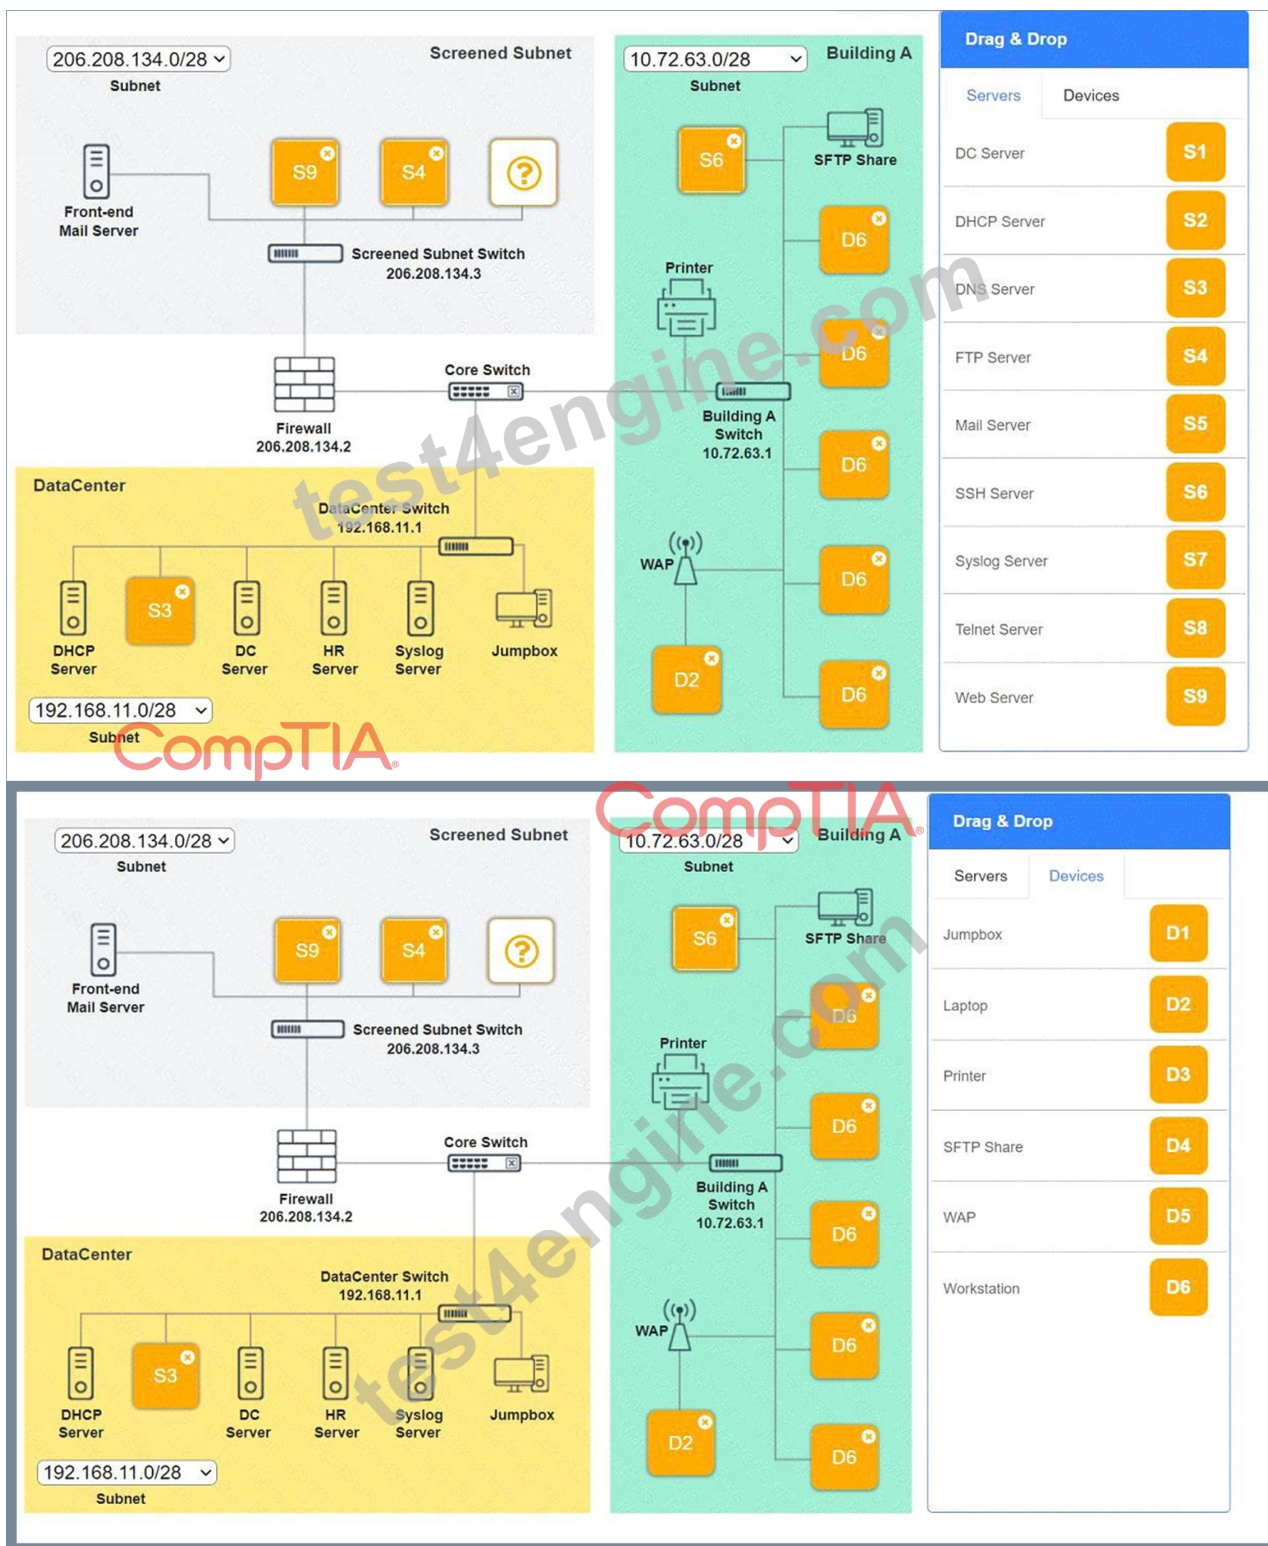 206.208.134.0/28
Subnet
Screened Subnet
S9
S4
?
Front-end
Mail Server
Screened Subnet Switch
206.208.134.3
Firewall
206.208.134.2
Core Switch
10.72.63.0/28
Subnet
Building A
S6
SFTP Share
D6
Printer
D6
Building A
Switch
10.72.63.1
D6
WAP
D6
D2
D6
DataCenter
DataCenter Switch
192.168.11.1
S3
DHCP
Server
DC
Server
HR
Server
Syslog
Server
Jumpbox
192.168.11.0/28
Subnet
Drag & Drop
Servers
Devices
DC Server S1
DHCP Server S2
DNS Server S3
FTP Server S4
Mail Server S5
SSH Server S6
Syslog Server S7
Telnet Server S8
Web Server S9
test4engine.com
CompTIA®
CompTIA®
206.208.134.0/28
Subnet
Screened Subnet
S9
S4
?
Front-end
Mail Server
Screened Subnet Switch
206.208.134.3
Firewall
206.208.134.2
Core Switch
10.72.63.0/28
Subnet
Building A
S6
SFTP Share
D6
Printer
D6
Building A
Switch
10.72.63.1
D6
WAP
D6
D2
D6
DataCenter
DataCenter Switch
192.168.11.1
S3
DHCP
Server
DC
Server
HR
Server
Syslog
Server
Jumpbox
192.168.11.0/28
Subnet
Drag & Drop
Servers
Devices
Jumpbox D1
Laptop D2
Printer D3
SFTP Share D4
WAP D5
Workstation D6
test4engine.com